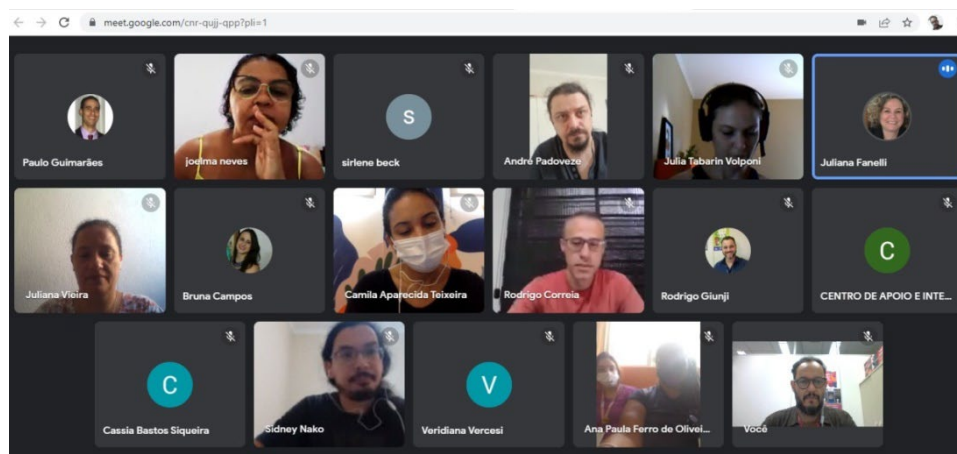 meet.google.com/cnr-qujj-qpp?pli=1
Paulo Guimarães
joelma neves
S
sirlene beck
André Padoveze
Julia Tabarin Volponi
Juliana Fanelli
Juliana Vieira
Bruna Campos
Camila Aparecida Teixeira
Rodrigo Correia
Rodrigo Giunji
C
CENTRO DE APOIO E INTE...
C
Cassia Bastos Siqueira
Sidney Nako
V
Veridiana Vercesi
Ana Paula Ferro de Olivei...
Você